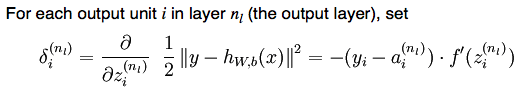 For each output unit i in layer n_l (the output layer), set
δ_i^{(n_l)} = ∂/∂z_i^{(n_l)} 1/2 ‖y − h_{W,b}(x)‖² = −(y_i − a_i^{(n_l)}) · f′(z_i^{(n_l)})